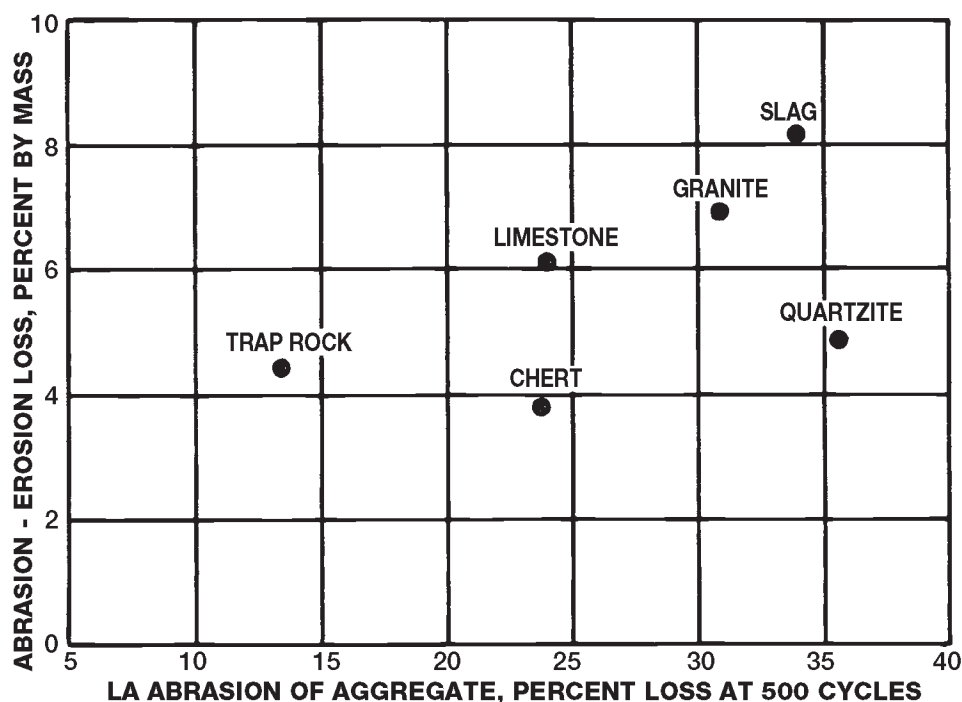 ABRASION - EROSION LOSS, PERCENT BY MASS
10
8
6
4
2
0
SLAG
GRANITE
LIMESTONE
QUARTZITE
TRAP ROCK
CHERT
5 10 15 20 25 30 35 40
LA ABRASION OF AGGREGATE, PERCENT LOSS AT 500 CYCLES